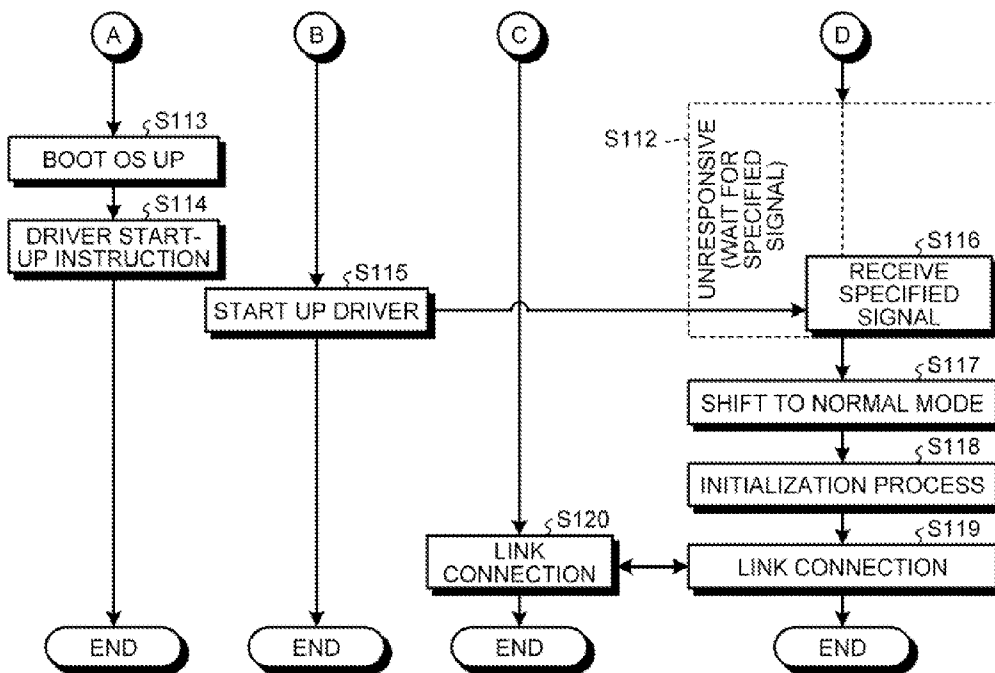 A
B
C
D
S113
BOOT OS UP
S114
DRIVER START-
UP INSTRUCTION
S115
START UP DRIVER
S112
UNRESPONSIVE
(WAIT FOR
SPECIFIED
SIGNAL)
S116
RECEIVE
SPECIFIED
SIGNAL
S117
SHIFT TO NORMAL MODE
S118
INITIALIZATION PROCESS
S120
LINK
CONNECTION
S119
LINK CONNECTION
END
END
END
END